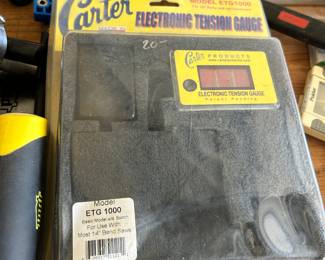 Carter
MODEL ETG1000
ELECTRONIC TENSION GAUGE
20-
Carter
PRODUCTS
ELECTRONIC TENSION GAUGE
Patent Pending
Model
ETG 1000
For Use With
Most 14" Band Saws